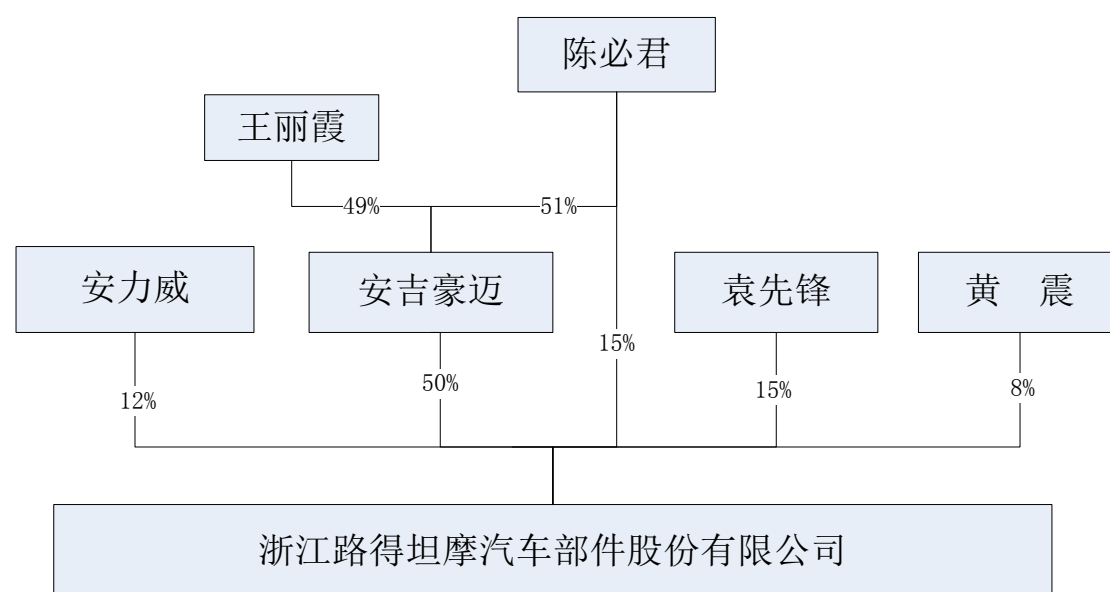 陈必君
王丽霞
49%
51%
安力威
安吉豪迈
袁先锋
黄　震
15%
50%
12%
15%
8%
浙江路得坦摩汽车部件股份有限公司